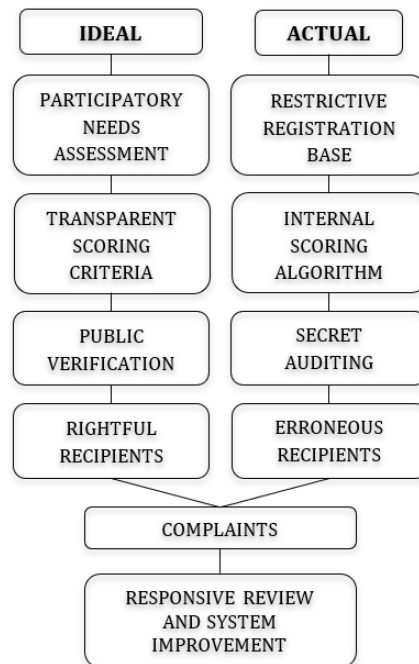 IDEAL
PARTICIPATORY
NEEDS
ASSESSMENT
TRANSPARENT
SCORING
CRITERIA
PUBLIC
VERIFICATION
RIGHTFUL
RECIPIENTS
ACTUAL
RESTRICTIVE
REGISTRATION
BASE
INTERNAL
SCORING
ALGORITHM
SECRET
AUDITING
ERRONEOUS
RECIPIENTS
COMPLAINTS
RESPONSIVE REVIEW
AND SYSTEM
IMPROVEMENT